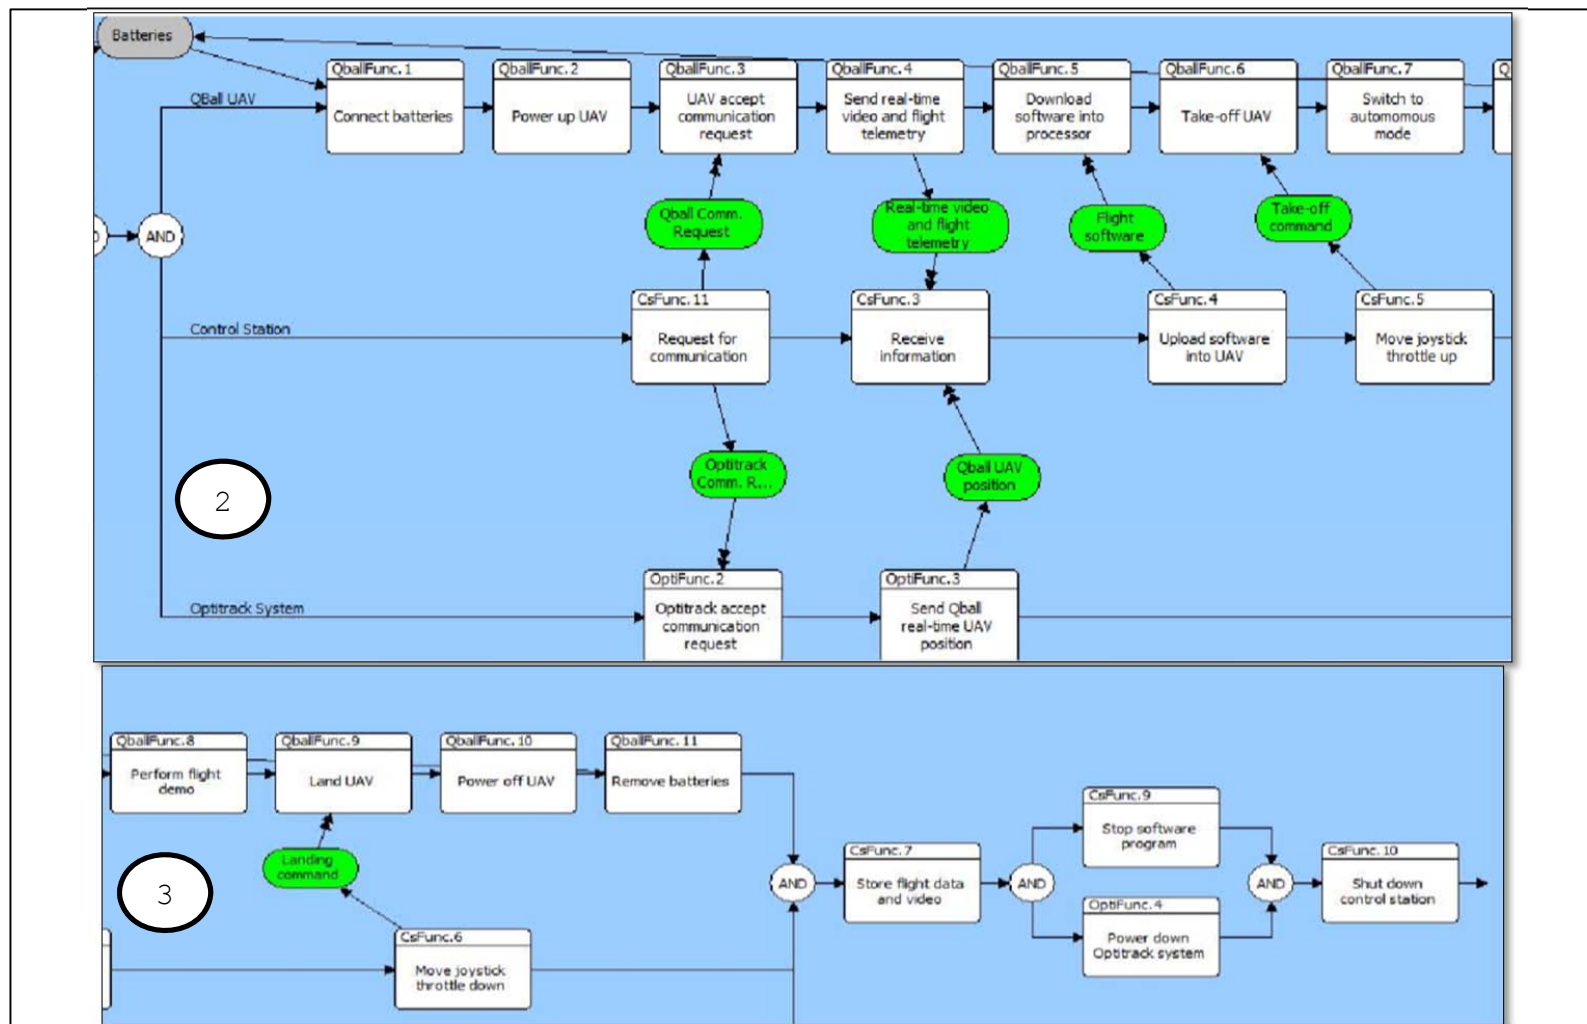 Batteries
QballFunc.1
Connect batteries
QballFunc.2
Power up UAV
QballFunc.3
UAV accept
communication
request
QballFunc.4
Send real-time
video and flight
telemetry
QballFunc.5
Download
software into
processor
QballFunc.6
Take-off UAV
QballFunc.7
Switch to
automomous
mode
QBall UAV
AND
Qball Comm.
Request
Real-time video
and flight
telemetry
Flight
software
Take-off
command
Control Station
CsFunc.11
Request for
communication
CsFunc.3
Receive
information
CsFunc.4
Upload software
into UAV
CsFunc.5
Move joystick
throttle up
2
Optitrack
Comm. R...
Qball UAV
position
Optitrack System
OptiFunc.2
Optitrack accept
communication
request
OptiFunc.3
Send Qball
real-time UAV
position
QballFunc.8
Perform flight
demo
QballFunc.9
Land UAV
QballFunc.10
Power off UAV
QballFunc.11
Remove batteries
3
Landing
command
CsFunc.6
Move joystick
throttle down
AND
CsFunc.7
Store flight data
and video
AND
CsFunc.9
Stop software
program
OptiFunc.4
Power down
Optitrack system
AND
CsFunc.10
Shut down
control station